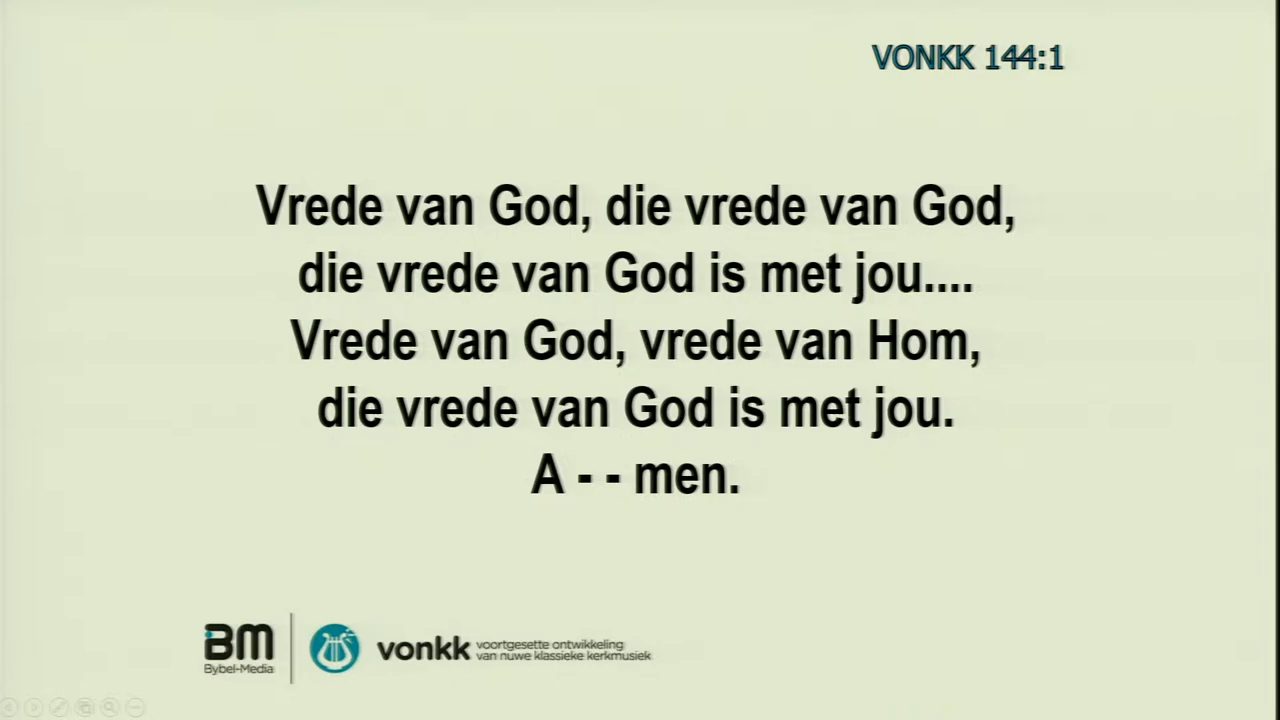 VONKK 144:1
Vrede van God, die vrede van God,
die vrede van God is met jou....
Vrede van God, vrede van Hom,
die vrede van God is met jou.
A - - men.
BM
Bybel-Media
vonkk
voortgesette ontwikkeling
van nuwe klassieke kerkmusiek